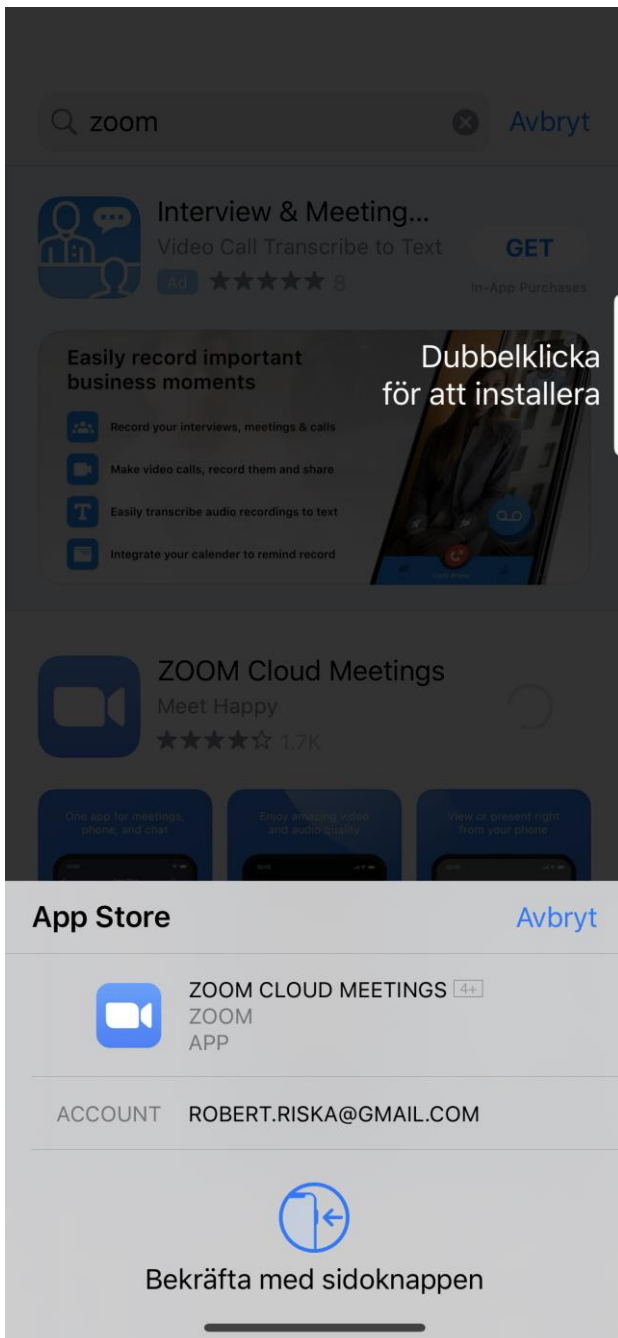 zoom
Avbryt
Interview & Meeting...
Video Call Transcribe to Text
GET
Ad ★★★★★ 8
In-App Purchases
Easily record important
business moments
Record your interviews, meetings & calls
Make video calls, record them and share
Easily transcribe audio recordings to text
Integrate your calender to remind record
Dubbelklicka
för att installera
ZOOM Cloud Meetings
Meet Happy
★★★★☆ 1.7K
One app for meetings,
phone, and chat
Enjoy amazing video
and audio quality
View or present right
from your phone
App Store
Avbryt
ZOOM CLOUD MEETINGS 4+
ZOOM
APP
ACCOUNT ROBERT.RISKA@GMAIL.COM
Bekräfta med sidoknappen